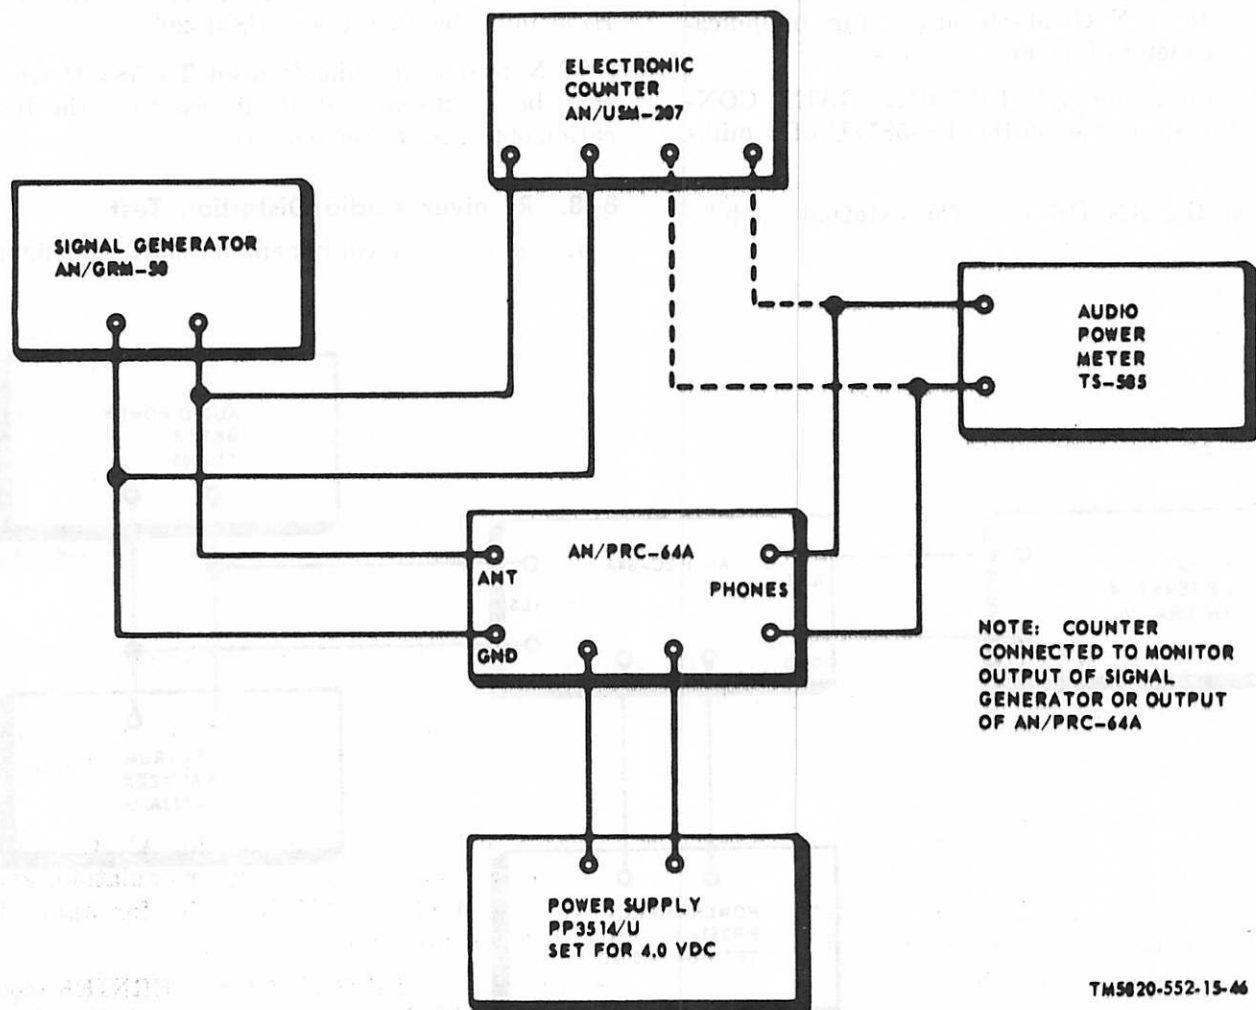 ELECTRONIC
COUNTER
AN/USM-207
SIGNAL GENERATOR
AN/GRM-50
AUDIO
POWER
METER
TS-585
AN/PRC-64A
ANT
PHONES
GND
NOTE: COUNTER
CONNECTED TO MONITOR
OUTPUT OF SIGNAL
GENERATOR OR OUTPUT
OF AN/PRC-64A
POWER SUPPLY
PP3514/U
SET FOR 4.0 VDC
TM5820-552-15-46